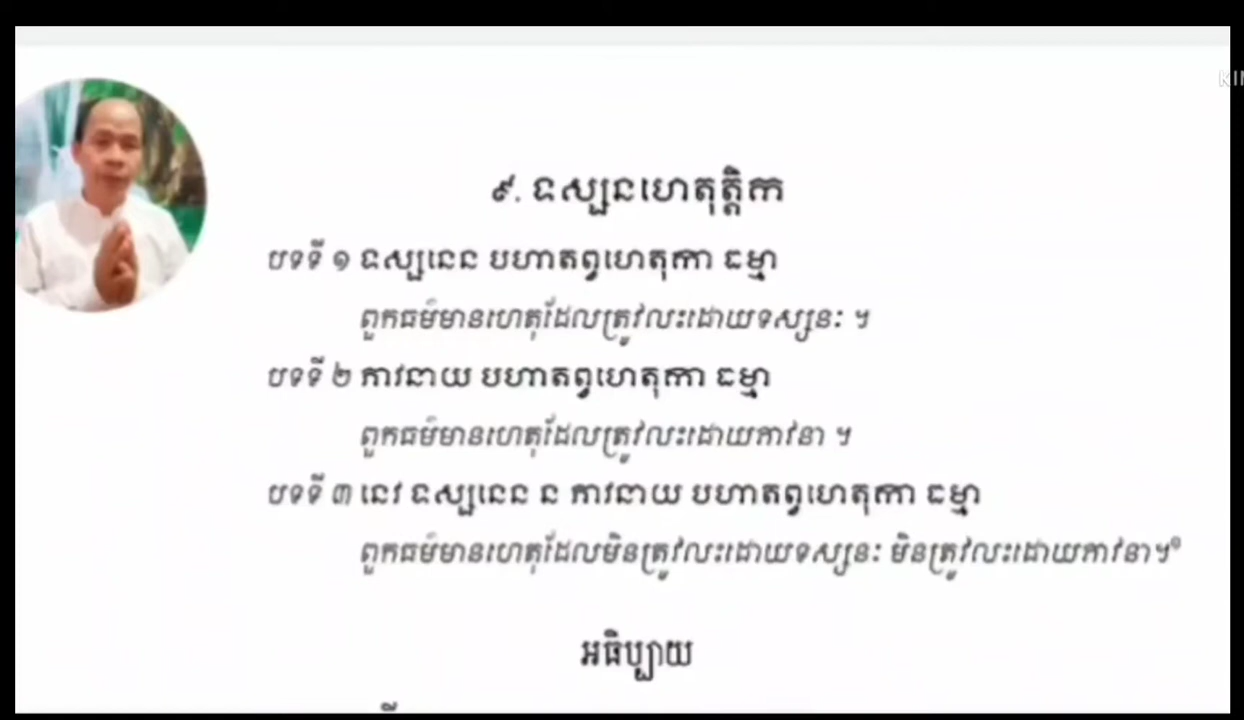 KIN
៩. ទស្សនហេតុត្តិក
បទទី ១ ទស្សនេន បហាតព្វហេតុកា ធម្មា
ពួកធម៌មានហេតុដែលត្រូវលះដោយទស្សនៈ ។
បទទី ២ ភាវនាយ បហាតព្វហេតុកា ធម្មា
ពួកធម៌មានហេតុដែលត្រូវលះដោយភាវនា ។
បទទី ៣ នេវ ទស្សនេន ន ភាវនាយ បហាតព្វហេតុកា ធម្មា
ពួកធម៌មានហេតុដែលមិនត្រូវលះដោយទស្សនៈ មិនត្រូវលះដោយភាវនា។
អធិប្បាយ